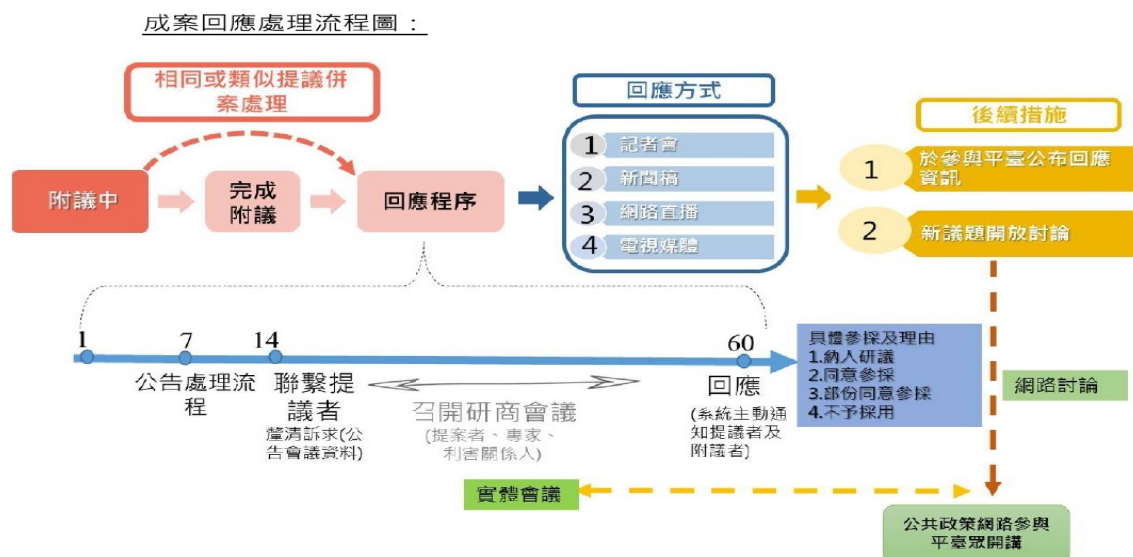 成案回應處理流程圖：
相同或類似提議併
案處理
附議中
完成
附議
回應程序
回應方式
1 記者會
2 新聞稿
3 網路直播
4 電視媒體
後續措施
1 於參與平臺公布回應
資訊
2 新議題開放討論
1
7
14
60
公告處理流
程
聯繫提
議者
釐清訴求(公
告會議資料)
召開研商會議
(提案者、專家、
利害關係人)
回應
(系統主動通
知提議者及
附議者)
具體參採及理由
1.納入研議
2.同意參採
3.部份同意參採
4.不予採用
網路討論
實體會議
公共政策網路參與
平臺眾開講